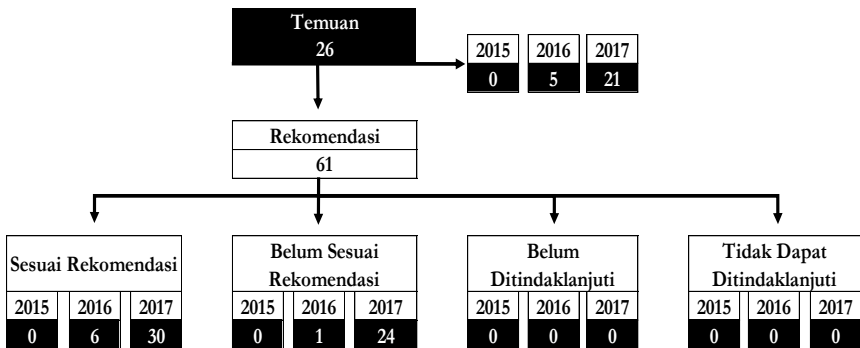 Temuan
26
2015 2016 2017
0 5 21
Rekomendasi
61
Sesuai Rekomendasi
2015 2016 2017
0 6 30
Belum Sesuai
Rekomendasi
2015 2016 2017
0 1 24
Belum
Ditindaklanjuti
2015 2016 2017
0 0 0
Tidak Dapat
Ditindaklanjuti
2015 2016 2017
0 0 0